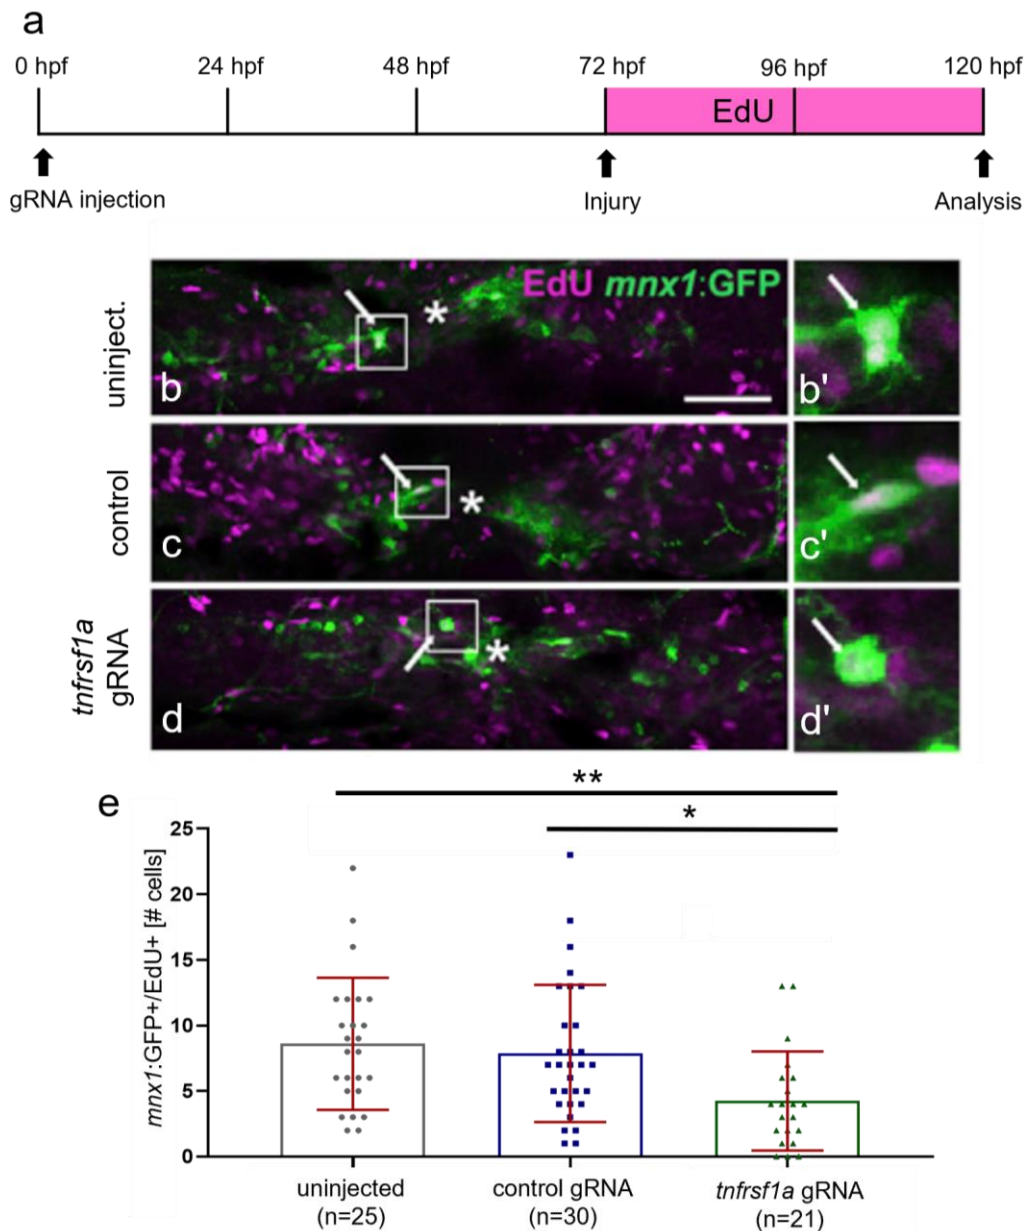 a
0 hpf 24 hpf 48 hpf 72 hpf 96 hpf 120 hpf
EdU
gRNA injection Injury Analysis
uninject.
EdU mnx1:GFP
*
b b'
control
*
c c'
tnfrsf1a
gRNA
*
d d'
e
**
*
mnx1:GFP+/EdU+ [# cells]
25
20
15
10
5
0
uninjected control gRNA tnfrsf1a gRNA
(n=25) (n=30) (n=21)